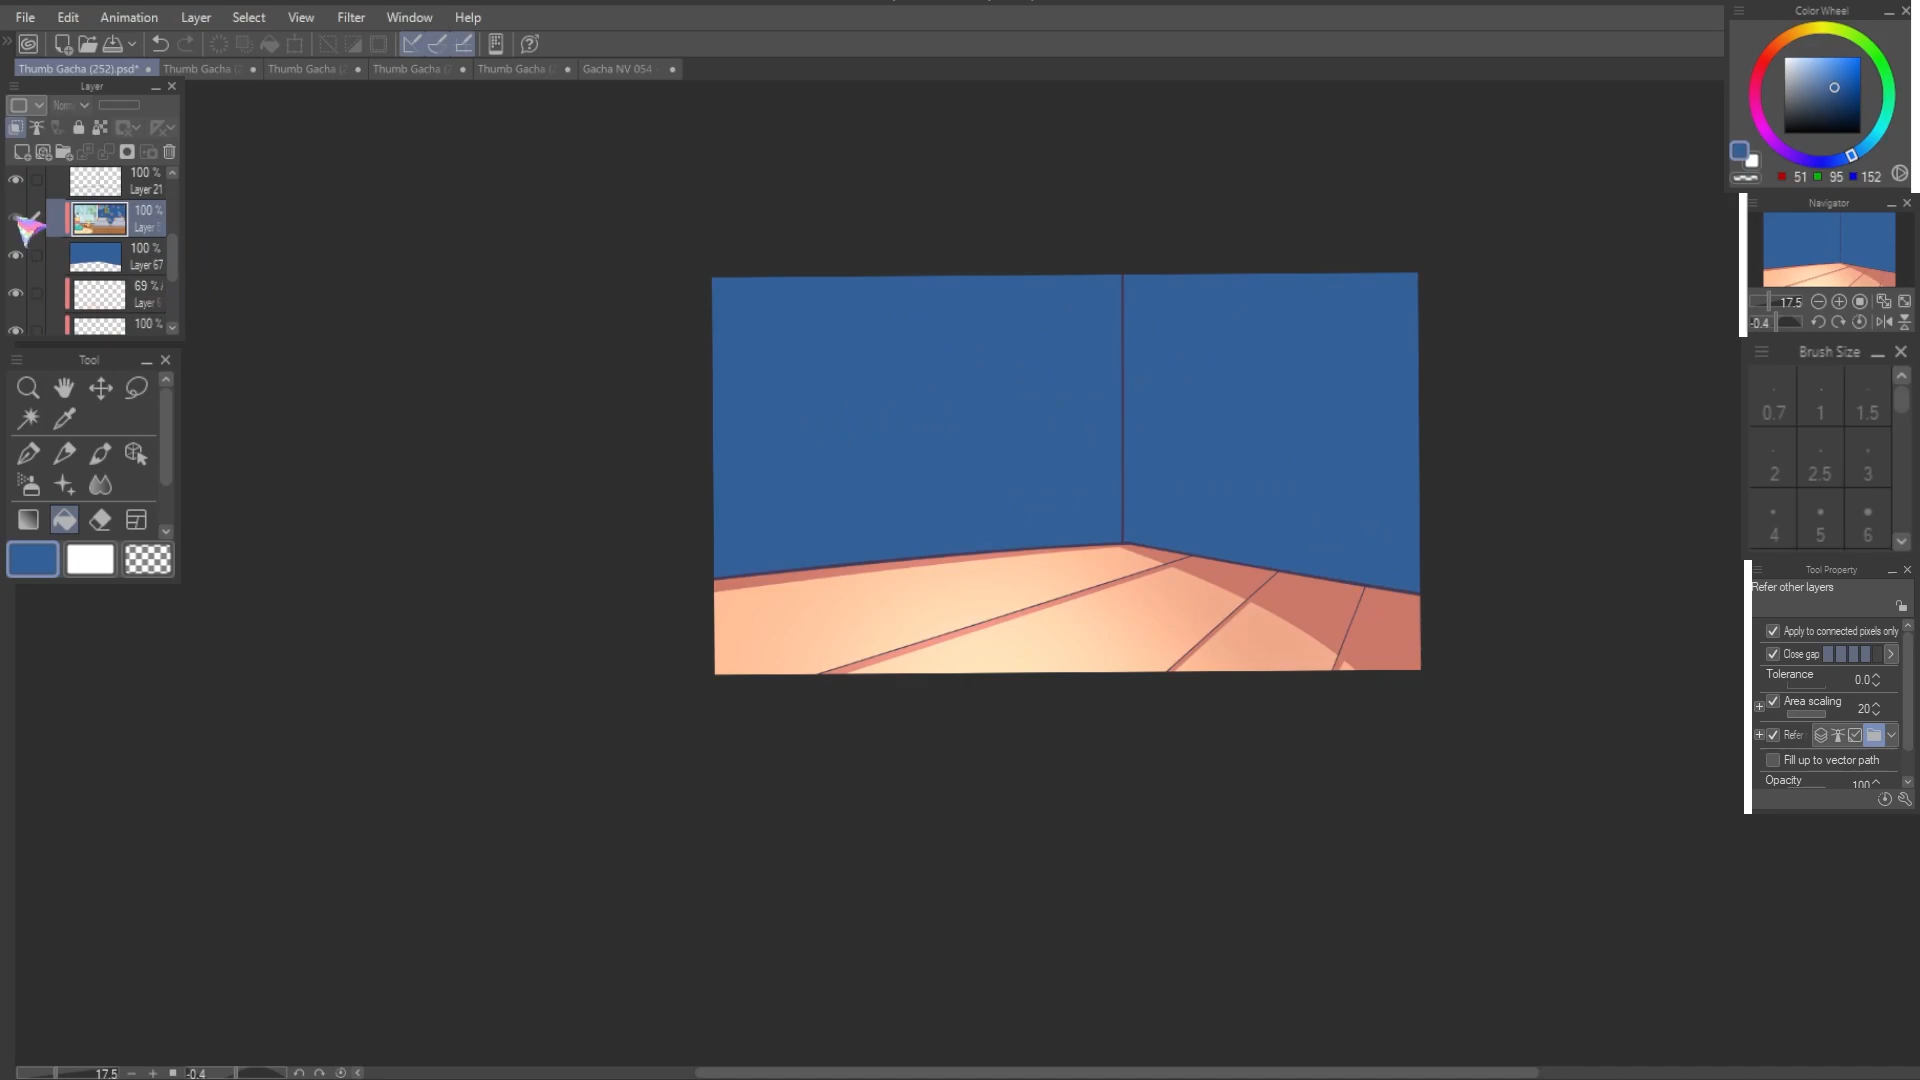 File Edit Animation Layer Select View Filter Window Help
Thumb Gacha (252).psd* Thumb Gacha ( Thumb Gacha ( Thumb Gacha ( Thumb Gacha ( Gacha NV 054
Layer
Norm
100 %
Layer 21
100 %
Layer
100 %
Layer 67
69 %
Layer 6
100 %
Tool
Color Wheel
51 95 152
Navigator
17.5
-0.4
Brush Size
0.7 1 1.5
2 2.5 3
4 5 6
Tool Property
Refer other layers
Apply to connected pixels only
Close gap
Tolerance 0.0
Area scaling 20
Refer
Fill up to vector path
Opacity 100
17.5 -0.4